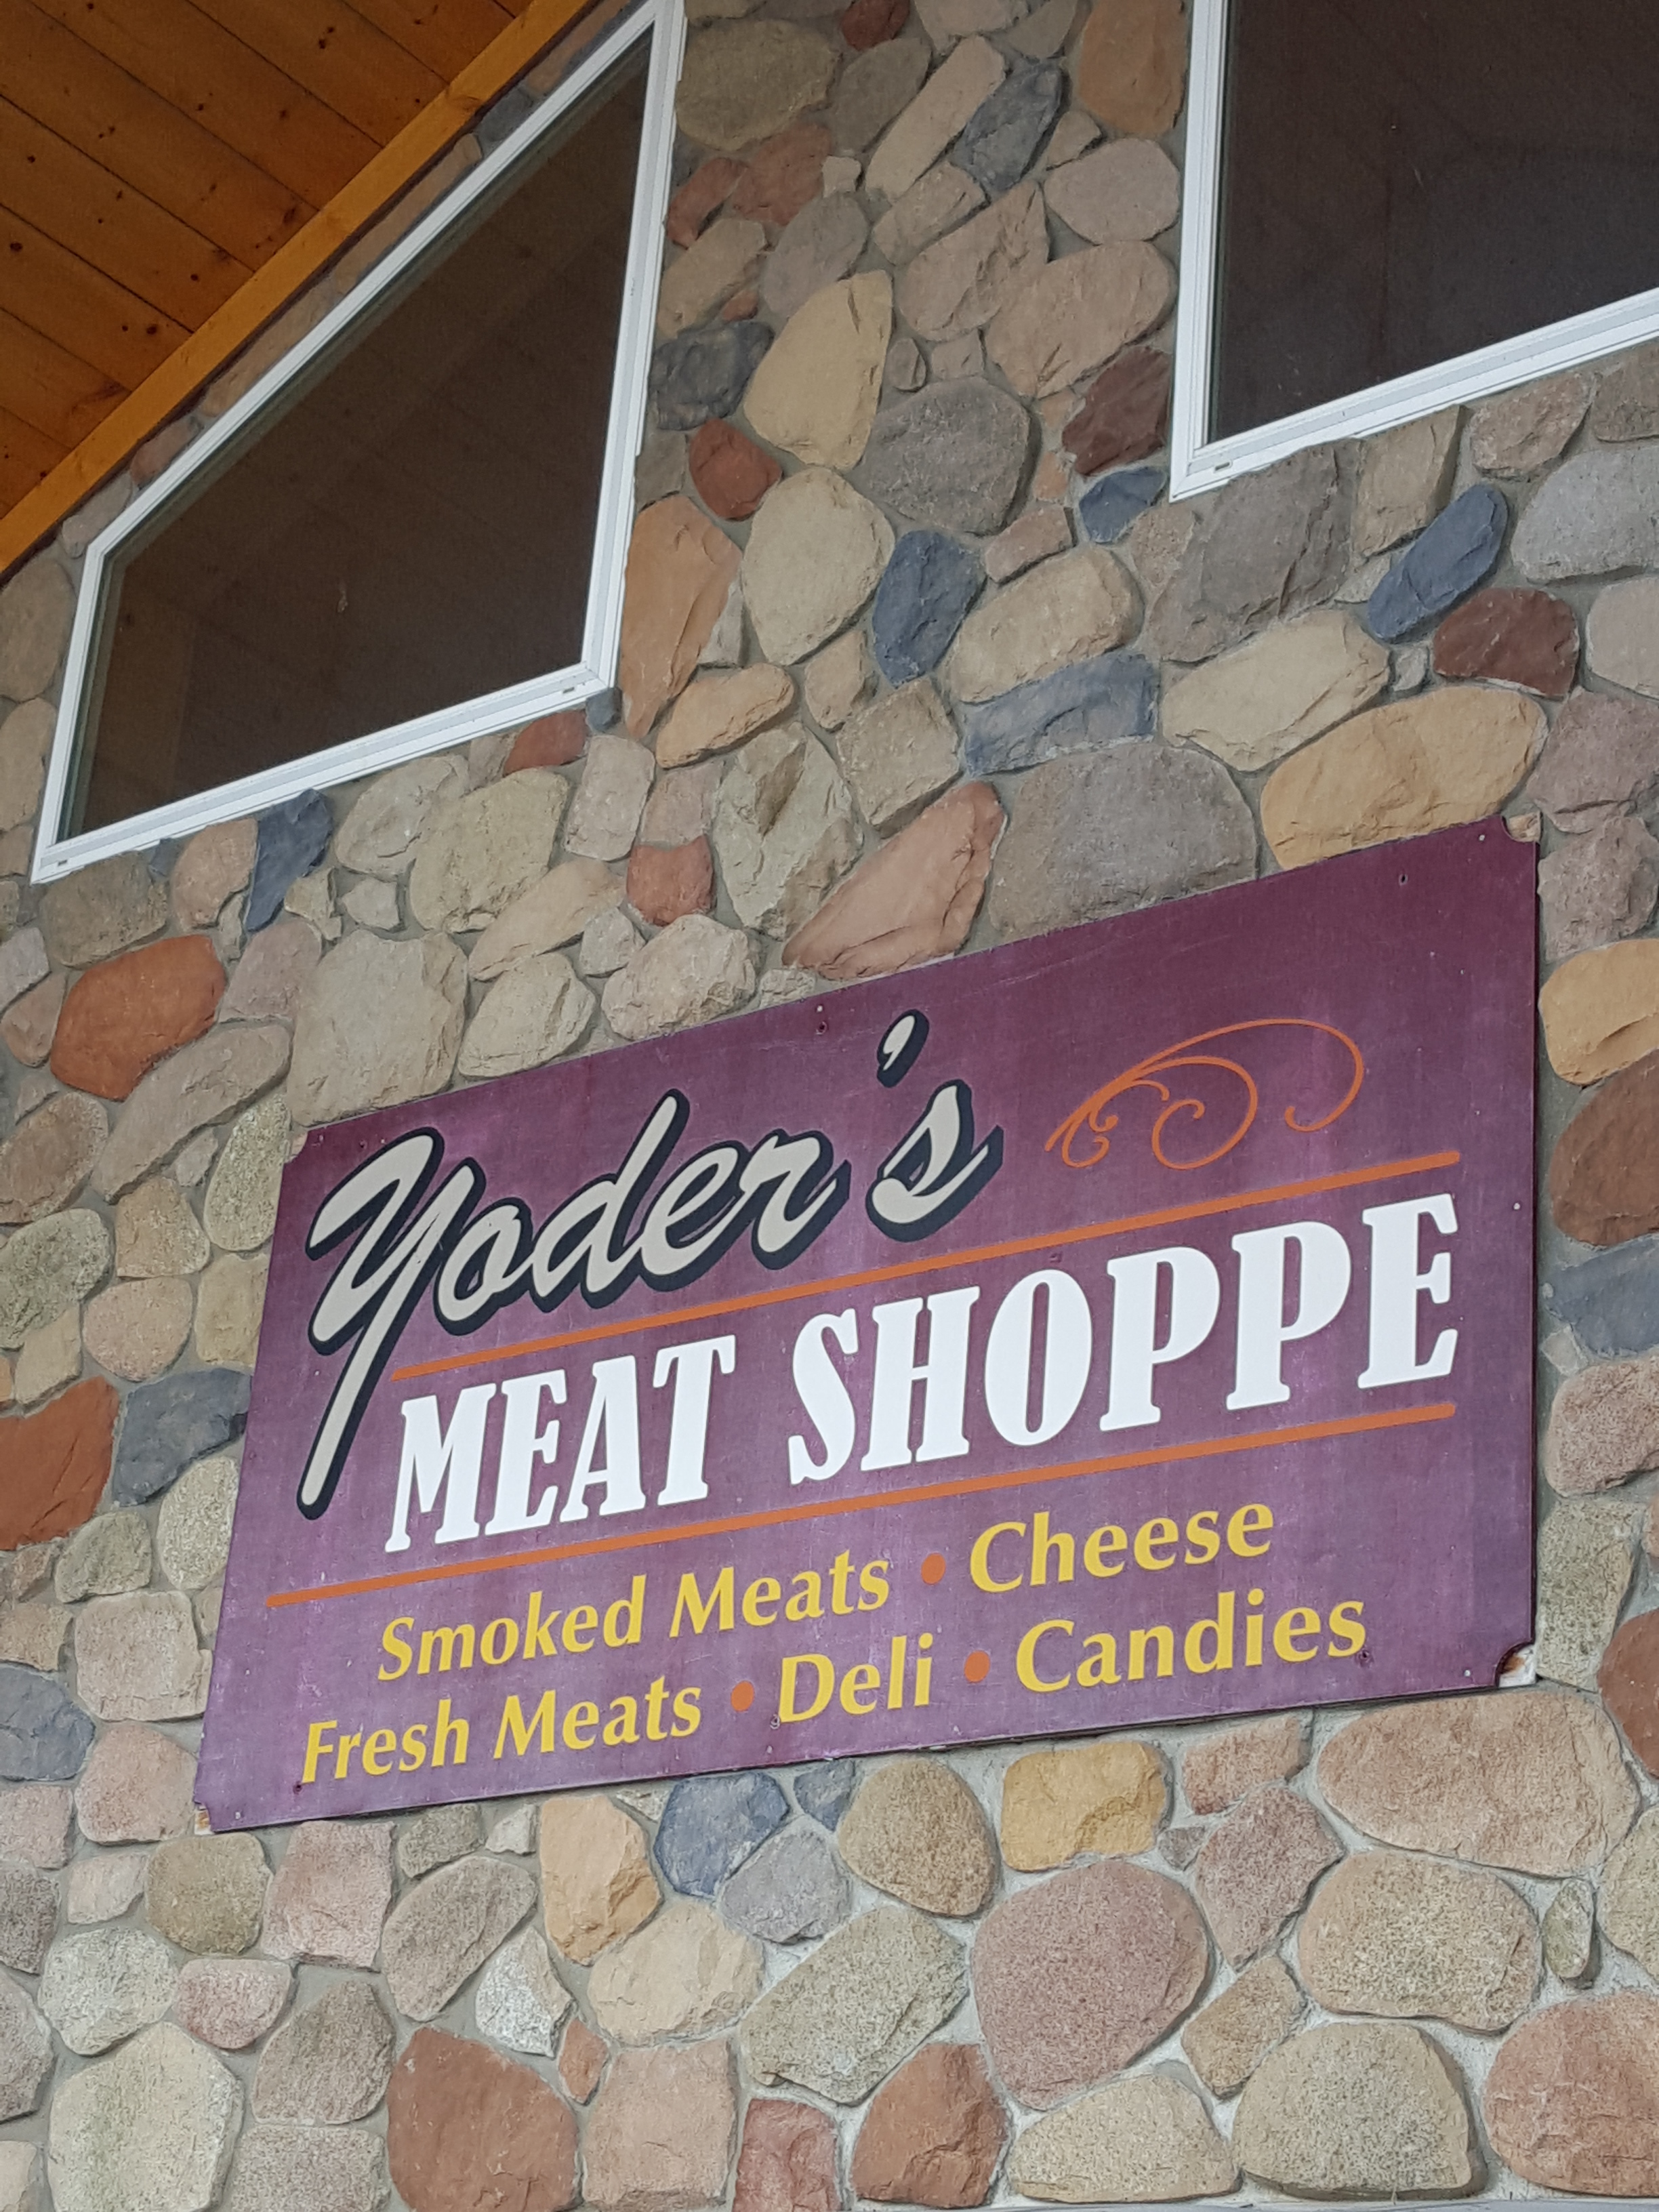 Yoder's
MEAT SHOPPE
Smoked Meats • Cheese
Fresh Meats • Deli • Candies